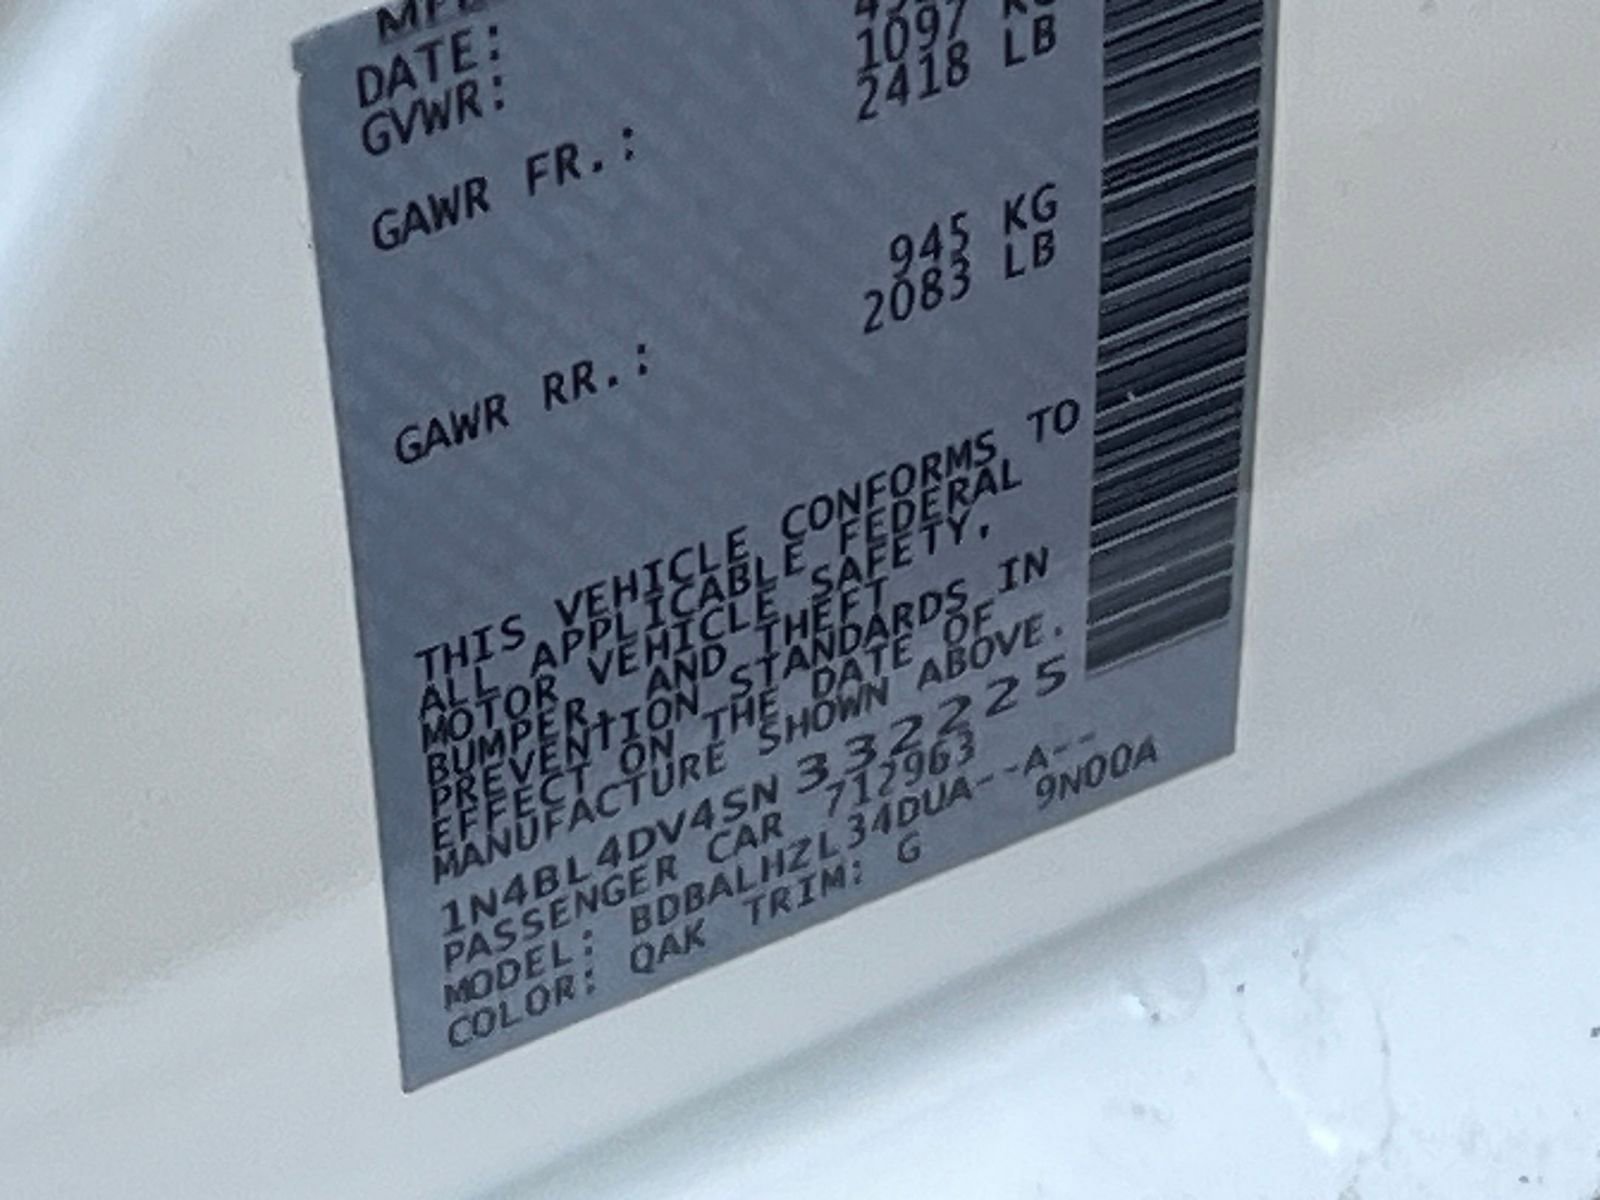 DATE:
GVWR: 1097
2418 LB
GAWR FR.:
945 KG
2083 LB
GAWR RR.:
THIS VEHICLE CONFORMS TO
ALL APPLICABLE FEDERAL
MOTOR VEHICLE SAFETY,
BUMPER, AND THEFT
PREVENTION STANDARDS IN
EFFECT ON THE DATE OF
MANUFACTURE SHOWN ABOVE.
1N4BL4DV4SN332225
PASSENGER CAR 712963
MODEL: BDBALHZL34DUA--A--
COLOR: QAK TRIM: G 9N00A